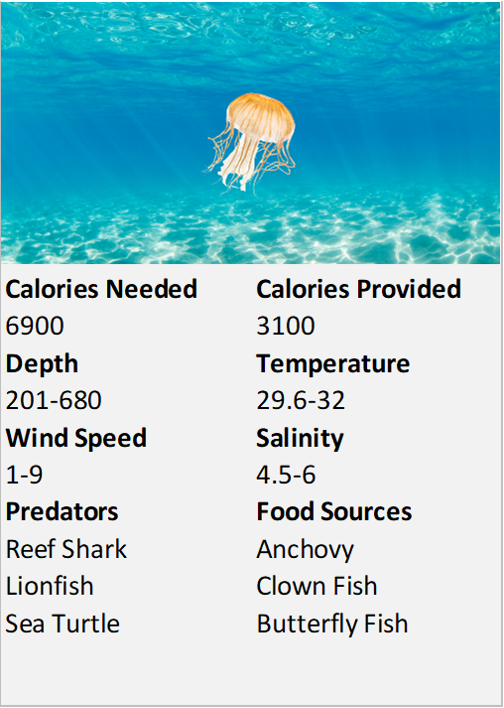 Calories Needed
Calories Provided
6900
3100
Depth
Temperature
201-680
29.6-32
Wind Speed
Salinity
1-9
4.5-6
Predators
Food Sources
Reef Shark
Anchovy
Lionfish
Clown Fish
Sea Turtle
Butterfly Fish